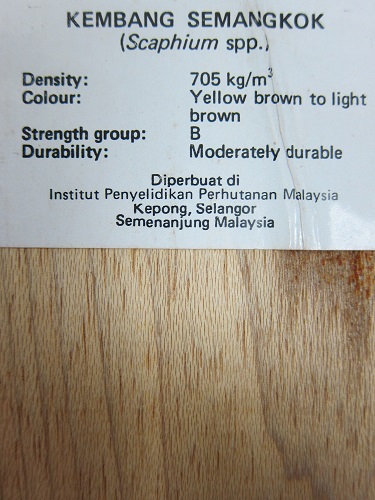 KEMBANG SEMANGKOK
(Scaphium spp.)
Density: 705 kg/m³
Colour: Yellow brown to light
brown
Strength group: B
Durability: Moderately durable
Diperbuat di
Institut Penyelidikan Perhutanan Malaysia
Kepong, Selangor
Semenanjung Malaysia